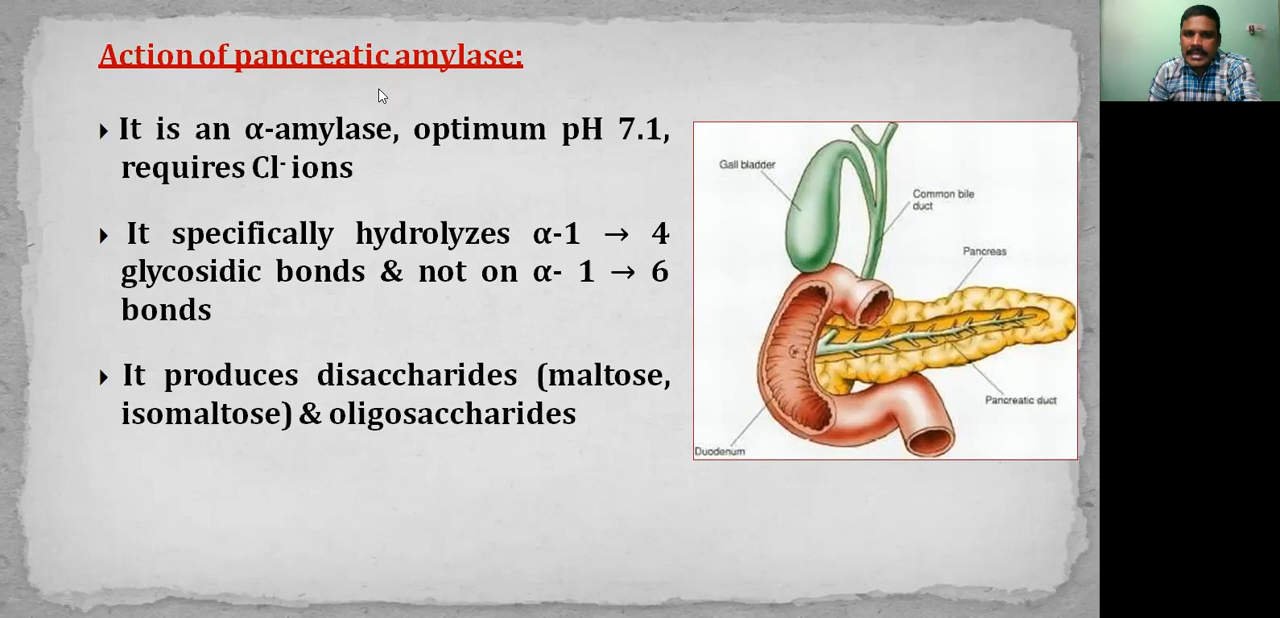 Action of pancreatic amylase:
It is an α-amylase, optimum pH 7.1,
requires Cl⁻ ions
It specifically hydrolyzes α-1 → 4
glycosidic bonds & not on α- 1 → 6
bonds
It produces disaccharides (maltose,
isomaltose) & oligosaccharides
Gall bladder
Common bile
duct
Pancreas
Pancreatic duct
Duodenum